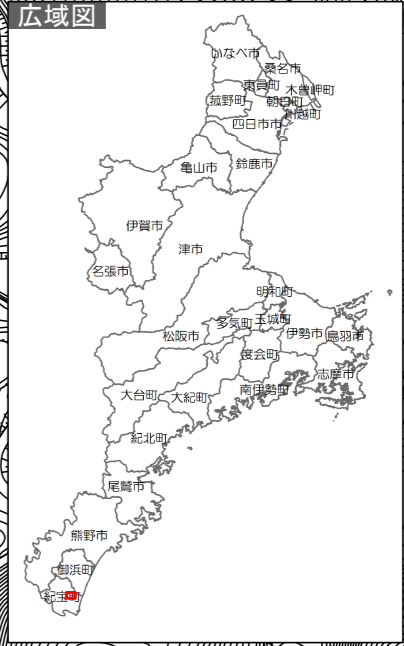 広域図
いなべ市
桑名市
東員町
木曽岬町
菰野町
朝日町
川越町
四日市市
亀山市
鈴鹿市
伊賀市
津市
名張市
明和町
多気町
玉城町
松阪市
伊勢市
鳥羽市
度会町
志摩市
大台町
大紀町
南伊勢町
紀北町
尾鷲市
熊野市
御浜町
紀宝町